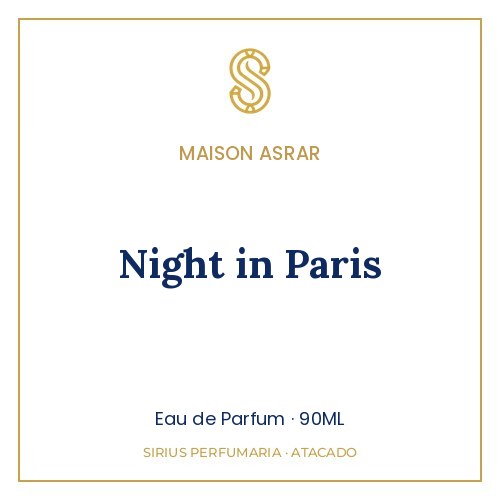 MAISON ASRAR
Night in Paris
Eau de Parfum · 90ML
SIRIUS PERFUMARIA · ATACADO